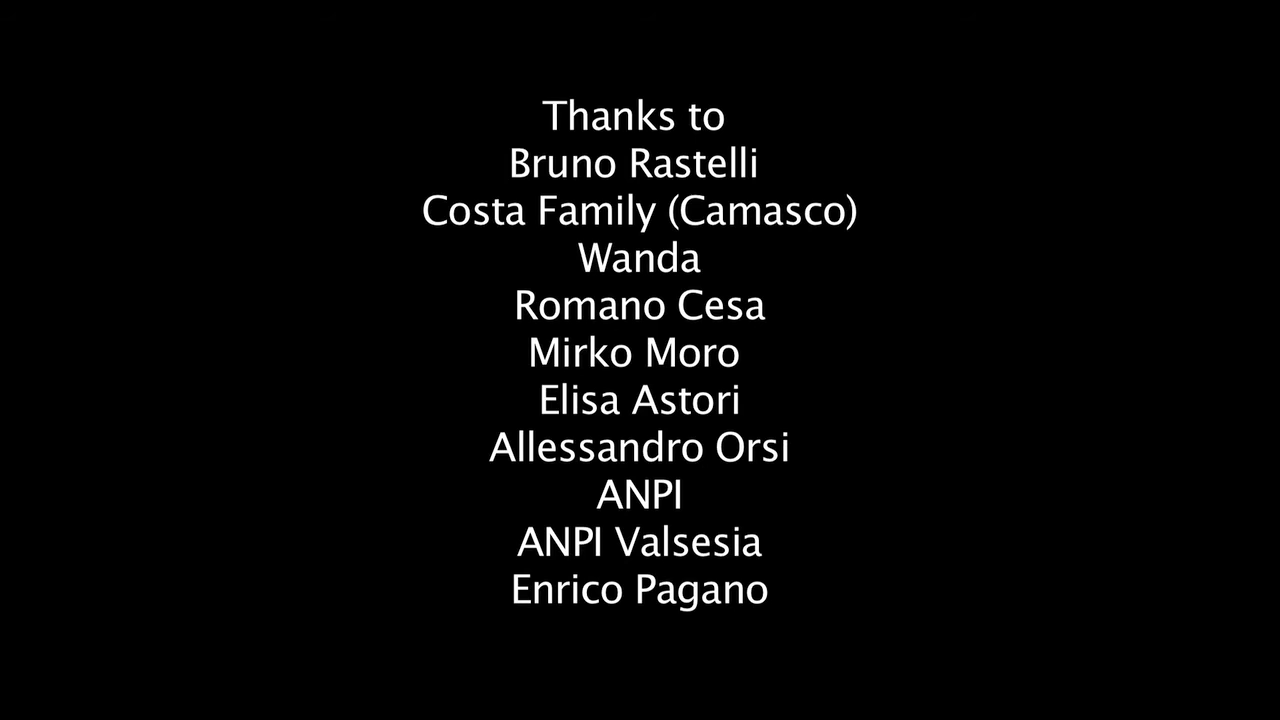 Thanks to
Bruno Rastelli
Costa Family (Camasco)
Wanda
Romano Cesa
Mirko Moro
Elisa Astori
Allessandro Orsi
ANPI
ANPI Valsesia
Enrico Pagano